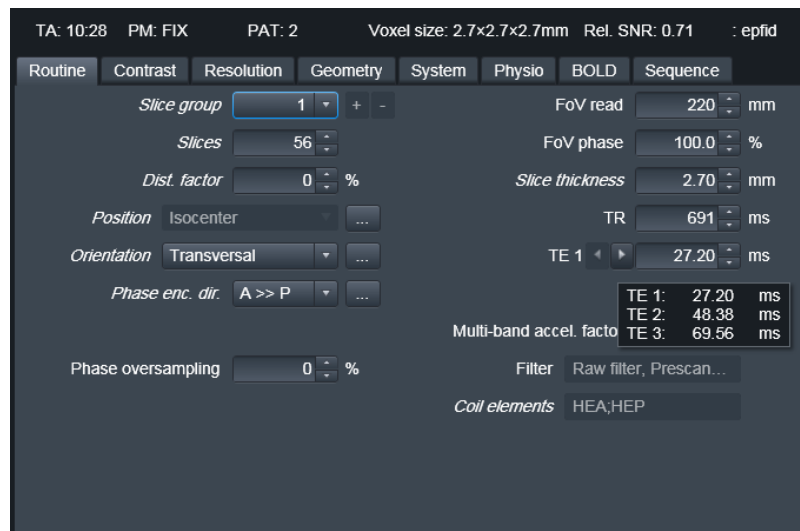 TA: 10:28 PM: FIX PAT: 2 Voxel size: 2.7×2.7×2.7mm Rel. SNR: 0.71 : epfid
Routine Contrast Resolution Geometry System Physio BOLD Sequence
Slice group 1 + -
Slices 56
Dist. factor 0 %
Position Isocenter ...
Orientation Transversal ...
Phase enc. dir. A >> P ...
Phase oversampling 0 %
FoV read 220 mm
FoV phase 100.0 %
Slice thickness 2.70 mm
TR 691 ms
TE 1 27.20 ms
TE 1: 27.20 ms
TE 2: 48.38 ms
TE 3: 69.56 ms
Multi-band accel. facto
Filter Raw filter, Prescan...
Coil elements HEA;HEP